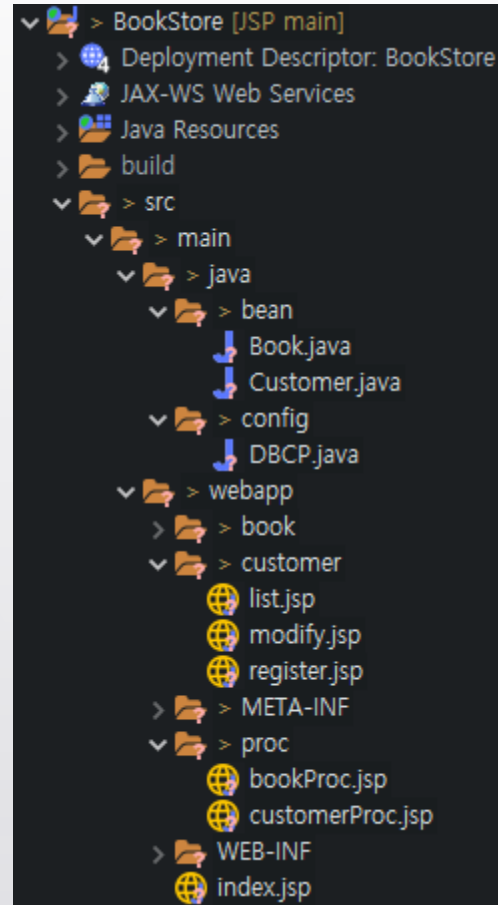 > BookStore [JSP main]
Deployment Descriptor: BookStore
JAX-WS Web Services
Java Resources
build
> src
> main
> java
> bean
Book.java
Customer.java
> config
DBCP.java
> webapp
> book
> customer
list.jsp
modify.jsp
register.jsp
> META-INF
> proc
bookProc.jsp
customerProc.jsp
WEB-INF
index.jsp